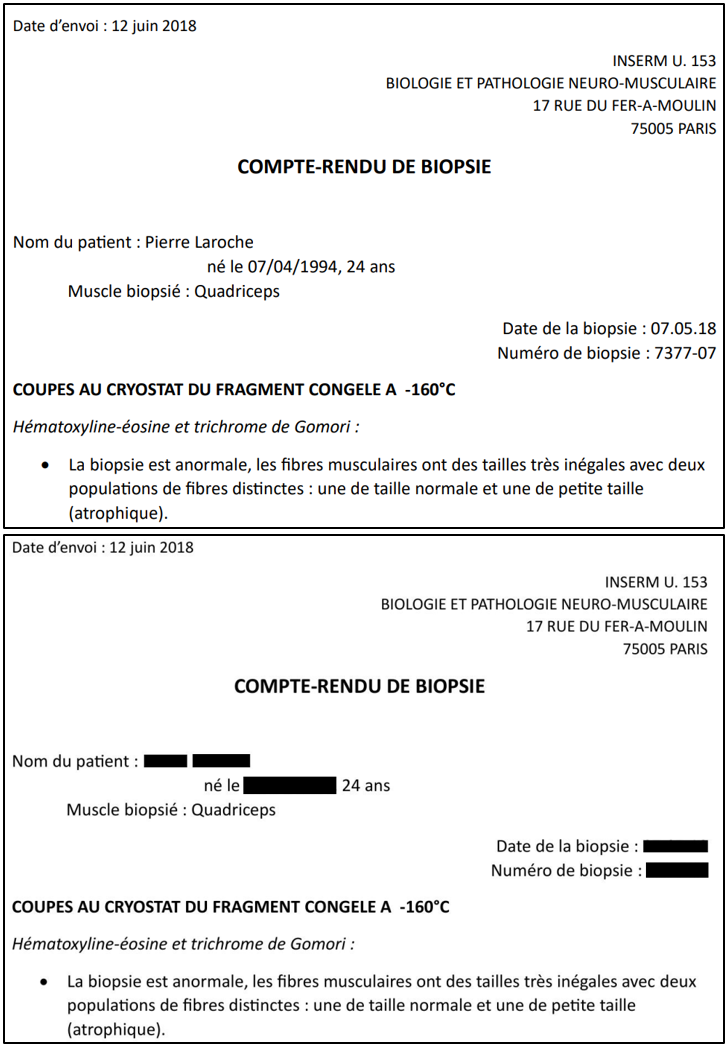 Date d’envoi : 12 juin 2018
INSERM U. 153
BIOLOGIE ET PATHOLOGIE NEURO-MUSCULAIRE
17 RUE DU FER-A-MOULIN
75005 PARIS
COMPTE-RENDU DE BIOPSIE
Nom du patient : Pierre Laroche
né le 07/04/1994, 24 ans
Muscle biopsié : Quadriceps
Date de la biopsie : 07.05.18
Numéro de biopsie : 7377-07
COUPES AU CRYOSTAT DU FRAGMENT CONGELE A -160°C
Hématoxyline-éosine et trichrome de Gomori :
• La biopsie est anormale, les fibres musculaires ont des tailles très inégales avec deux
populations de fibres distinctes : une de taille normale et une de petite taille
(atrophique).
Date d’envoi : 12 juin 2018
INSERM U. 153
BIOLOGIE ET PATHOLOGIE NEURO-MUSCULAIRE
17 RUE DU FER-A-MOULIN
75005 PARIS
COMPTE-RENDU DE BIOPSIE
Nom du patient :
né le 24 ans
Muscle biopsié : Quadriceps
Date de la biopsie :
Numéro de biopsie :
COUPES AU CRYOSTAT DU FRAGMENT CONGELE A -160°C
Hématoxyline-éosine et trichrome de Gomori :
• La biopsie est anormale, les fibres musculaires ont des tailles très inégales avec deux
populations de fibres distinctes : une de taille normale et une de petite taille
(atrophique).